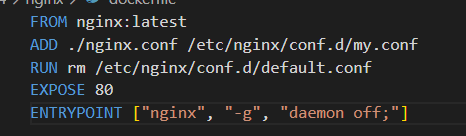 nginx > dockerfile
FROM nginx:latest
ADD ./nginx.conf /etc/nginx/conf.d/my.conf
RUN rm /etc/nginx/conf.d/default.conf
EXPOSE 80
ENTRYPOINT ["nginx", "-g", "daemon off;"]